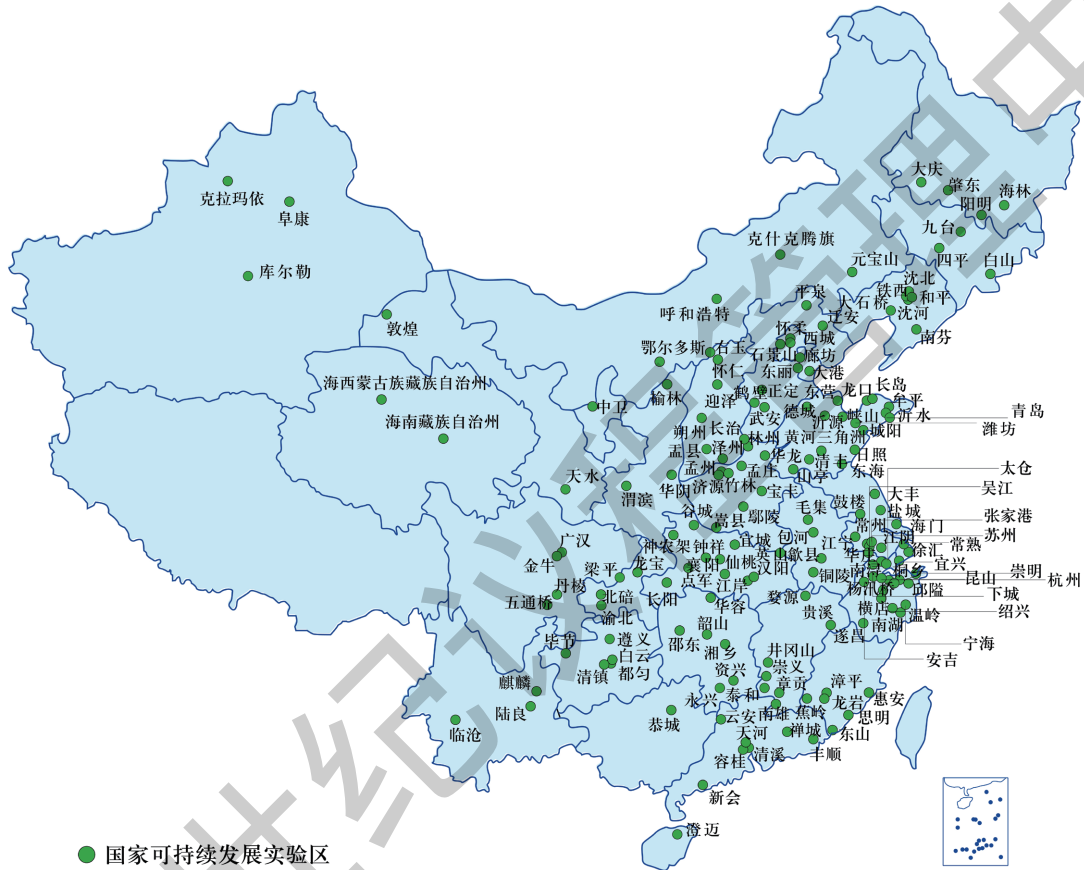 大庆
肇东
海林
阳明
克拉玛依
阜康
九台
克什克腾旗
元宝山
四平
白山
库尔勒
沈北
铁西
和平
平泉
大石桥
沈河
呼和浩特
迁安
敦煌
怀柔
西城
南芬
鄂尔多斯
右玉
石景山
廊坊
怀仁
东丽
大港
海西蒙古族藏族自治州
榆林
鹤壁
正定
东营
龙口
长岛
中卫
迎泽
德城
牟平
青岛
海南藏族自治州
武安
沂源
峡山
沂水
潍坊
朔州
长治
林州
黄河三角洲
城阳
盂县
泽州
华龙
清丰
日照
天水
孟州
孟庄
山亭
东海
太仓
渭滨
华阴
济源
竹林
宝丰
大丰
吴江
谷城
嵩县
鄢陵
毛集
鼓楼
盐城
张家港
常州
江阴
海门
苏州
广汉
神农架
钟祥
宜城
包河
江宁
徐汇
常熟
金牛
梁平
龙宝
襄阳
仙桃
英山
歙县
华庄
宜兴
丹棱
点军
江岸
汉阳
铜陵
南浔
桐乡
昆山
崇明
杭州
五通桥
北碚
长阳
华容
婺源
杨汛桥
邱隘
下城
渝北
韶山
贵溪
横店
温岭
绍兴
毕节
遵义
邵东
湘乡
遂昌
南湖
宁海
白云
井冈山
安吉
清镇
都匀
资兴
崇义
麒麟
永兴
泰和
章贡
漳平
惠安
陆良
恭城
云安
南雄
蕉岭
龙岩
思明
临沧
天河
禅城
东山
容桂
清溪
丰顺
新会
澄迈
国家可持续发展实验区